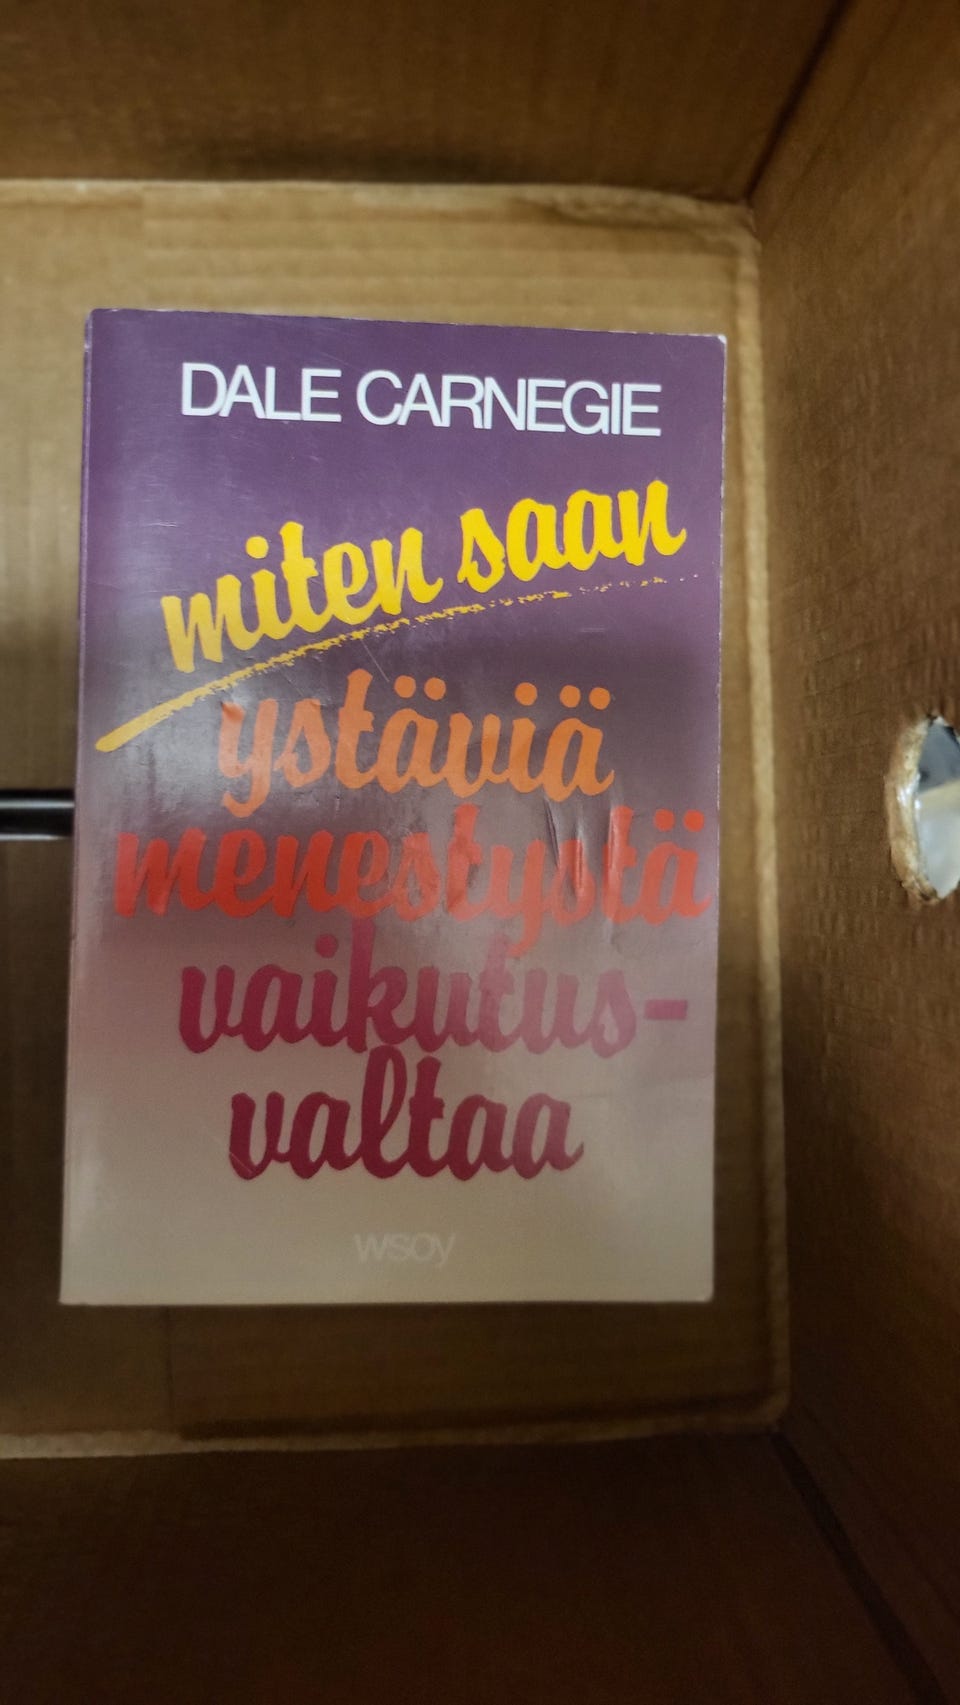 DALE CARNEGIE
miten saan
ystäviä
menestystä
vaikutus-
valtaa
wsoy